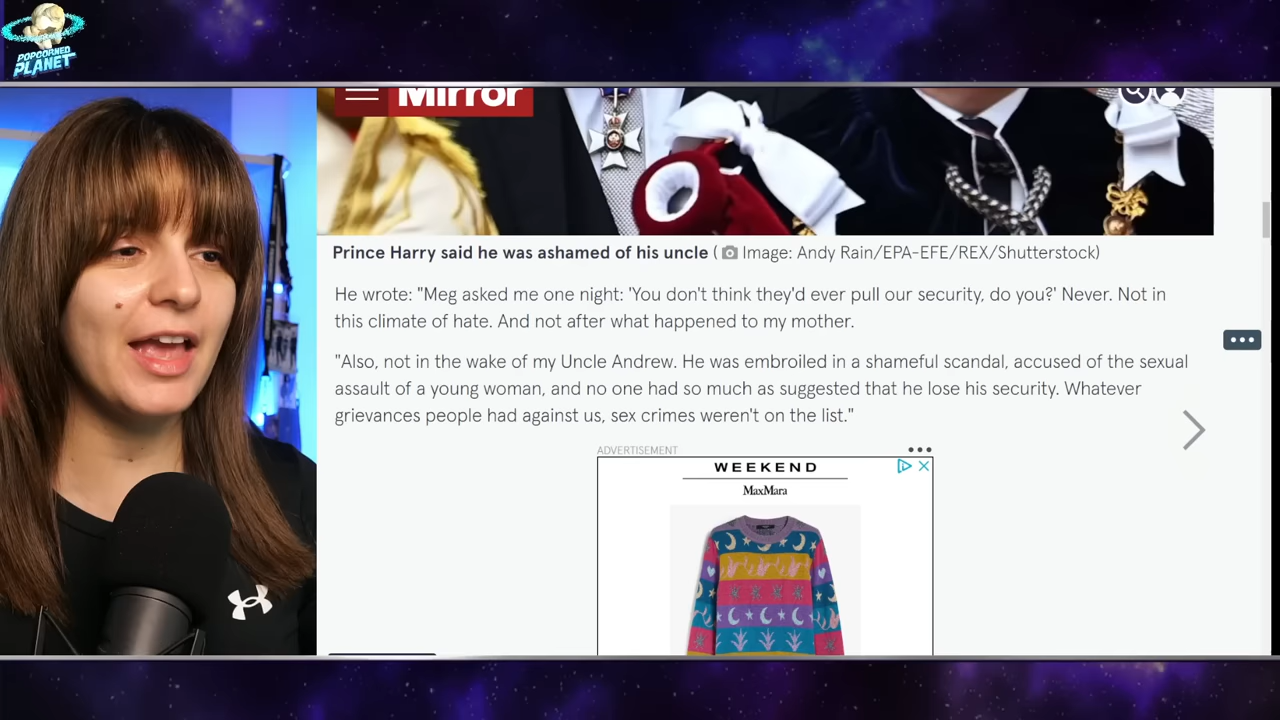 POPCORNED
PLANET
Mirror
Prince Harry said he was ashamed of his uncle ( Image: Andy Rain/EPA-EFE/REX/Shutterstock)
He wrote: "Meg asked me one night: 'You don't think they'd ever pull our security, do you?' Never. Not in
this climate of hate. And not after what happened to my mother.
"Also, not in the wake of my Uncle Andrew. He was embroiled in a shameful scandal, accused of the sexual
assault of a young woman, and no one had so much as suggested that he lose his security. Whatever
grievances people had against us, sex crimes weren't on the list."
ADVERTISEMENT
WEEKEND
MaxMara